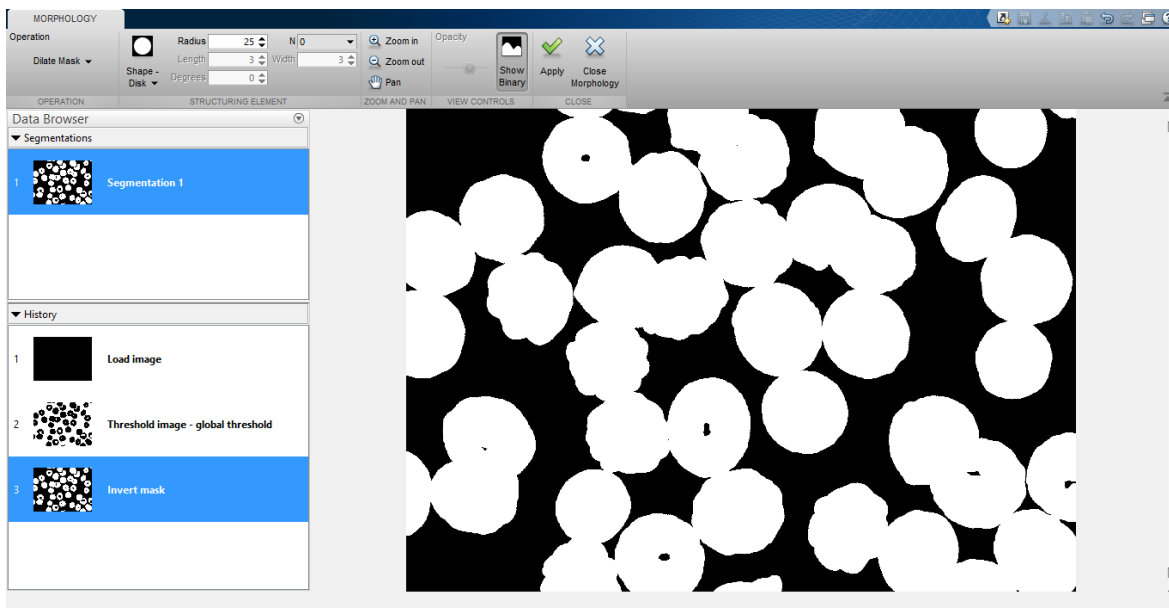 MORPHOLOGY
Operation
Dilate Mask
OPERATION
Shape -
Disk
Radius 25 N 0
Length 3 Width 3
Degrees 0
STRUCTURING ELEMENT
Zoom in
Zoom out
Pan
ZOOM AND PAN
Opacity
Show
Binary
VIEW CONTROLS
Apply
Close
Morphology
CLOSE
Data Browser
Segmentations
1 Segmentation 1
History
1 Load image
2 Threshold image - global threshold
3 Invert mask